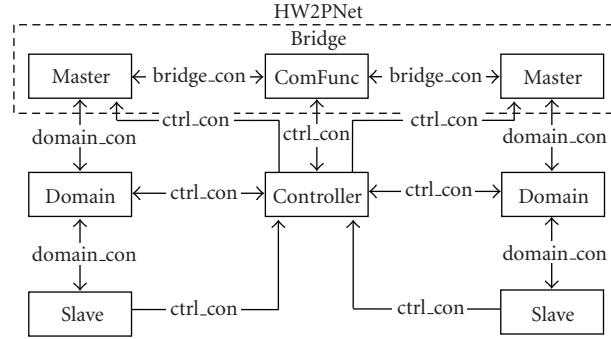 HW2PNet
Bridge
Master bridge_con ComFunc bridge_con Master
ctrl_con ctrl_con ctrl_con
domain_con domain_con
Domain ctrl_con Controller ctrl_con Domain
domain_con domain_con
Slave ctrl_con ctrl_con Slave